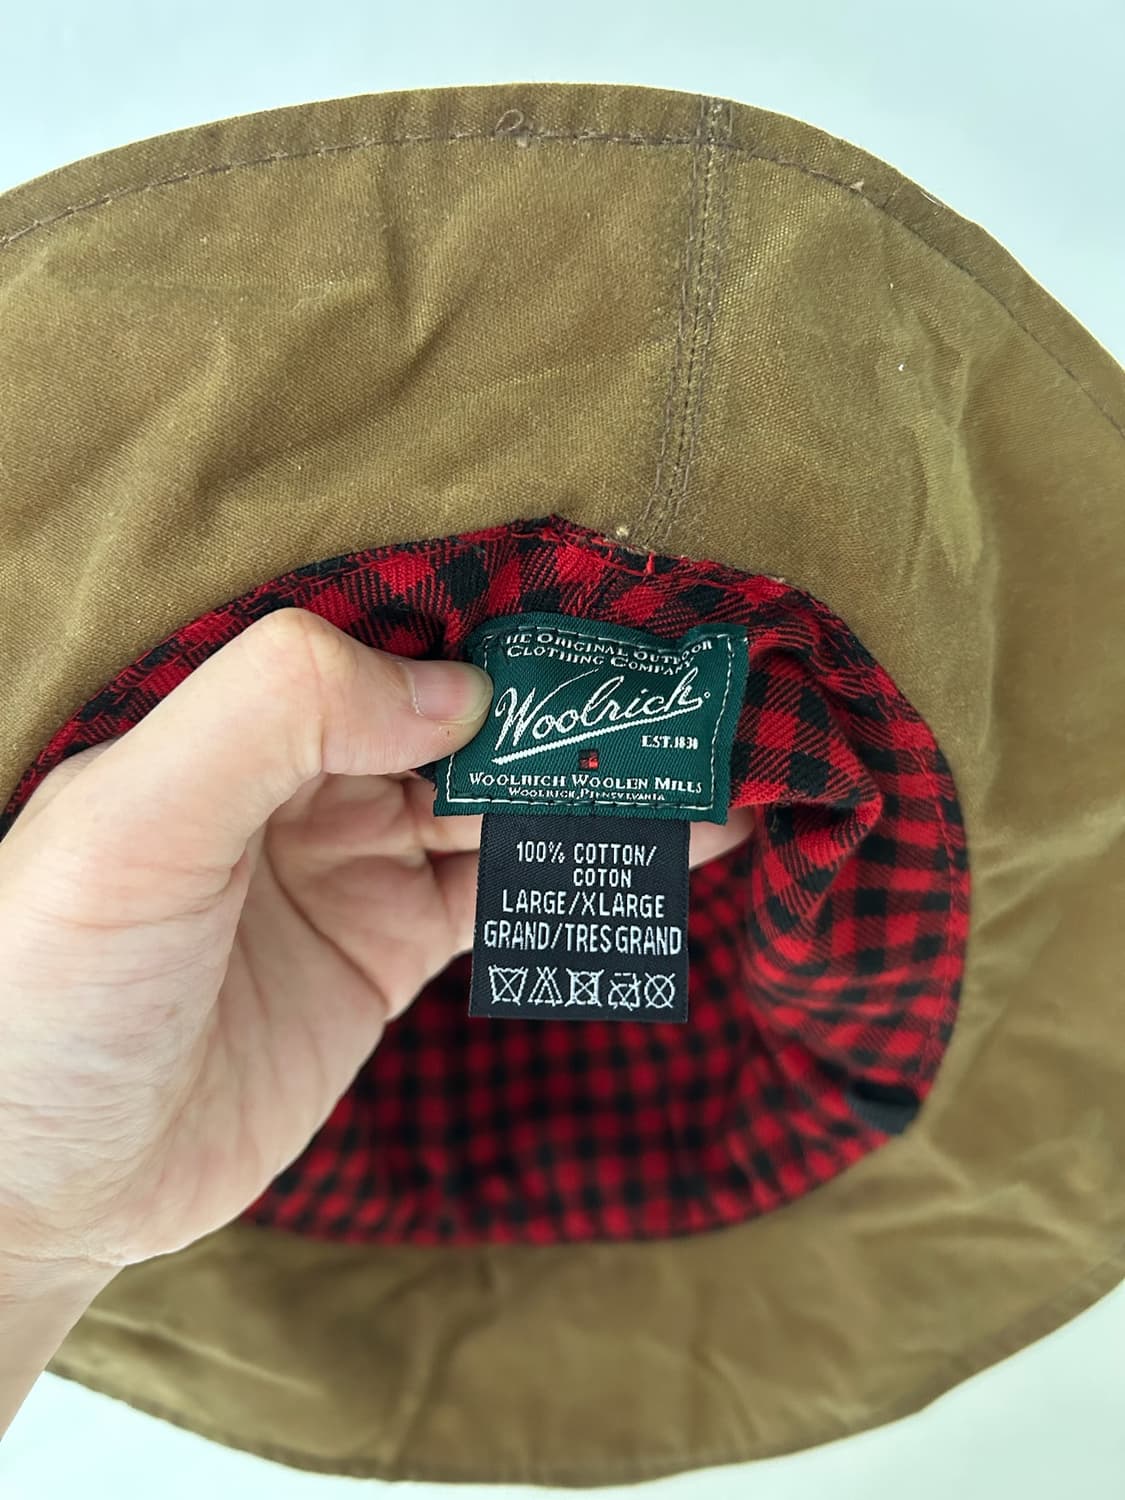 THE ORIGINAL OUTDOOR
CLOTHING COMPANY
Woolrich
EST. 1830
WOOLRICH WOOLEN MILLS
WOOLRICH, PENNSYLVANIA
100% COTTON/
COTON
LARGE/XLARGE
GRAND/TRES GRAND